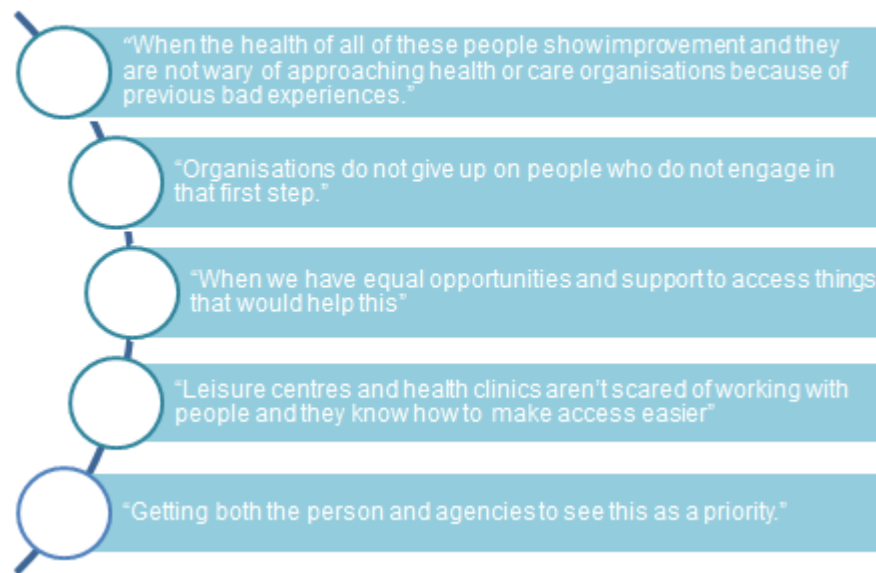 “When the health of all of these people show improvement and they
are not wary of approaching health or care organisations because of
previous bad experiences.”
“Organisations do not give up on people who do not engage in
that first step.”
“When we have equal opportunities and support to access things
that would help this”
“Leisure centres and health clinics aren’t scared of working with
people and they know how to make access easier”
“Getting both the person and agencies to see this as a priority.”